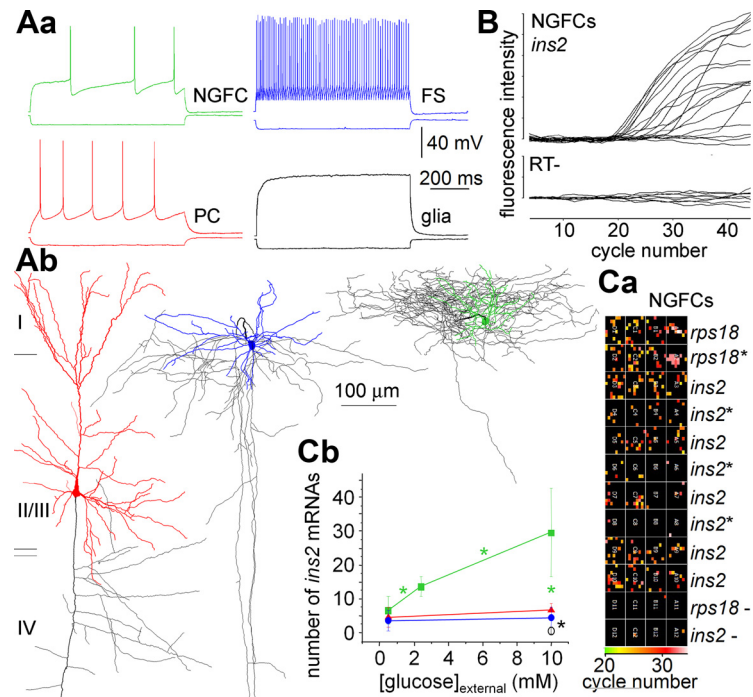 Aa
NGFC
FS
40 mV
200 ms
PC
glia
B
NGFCs
ins2
RT-
fluorescence intensity
10 20 30 40
cycle number
Ab
I
II/III
IV
100 µm
Ca
NGFCs
rps18
rps18*
ins2
ins2*
ins2
ins2*
ins2
ins2*
ins2
ins2
rps18 -
ins2 -
20 30
cycle number
Cb
number of ins2 mRNAs
40
30
20
10
0
* * * *
0 2 4 6 8 10
[glucose]external (mM)